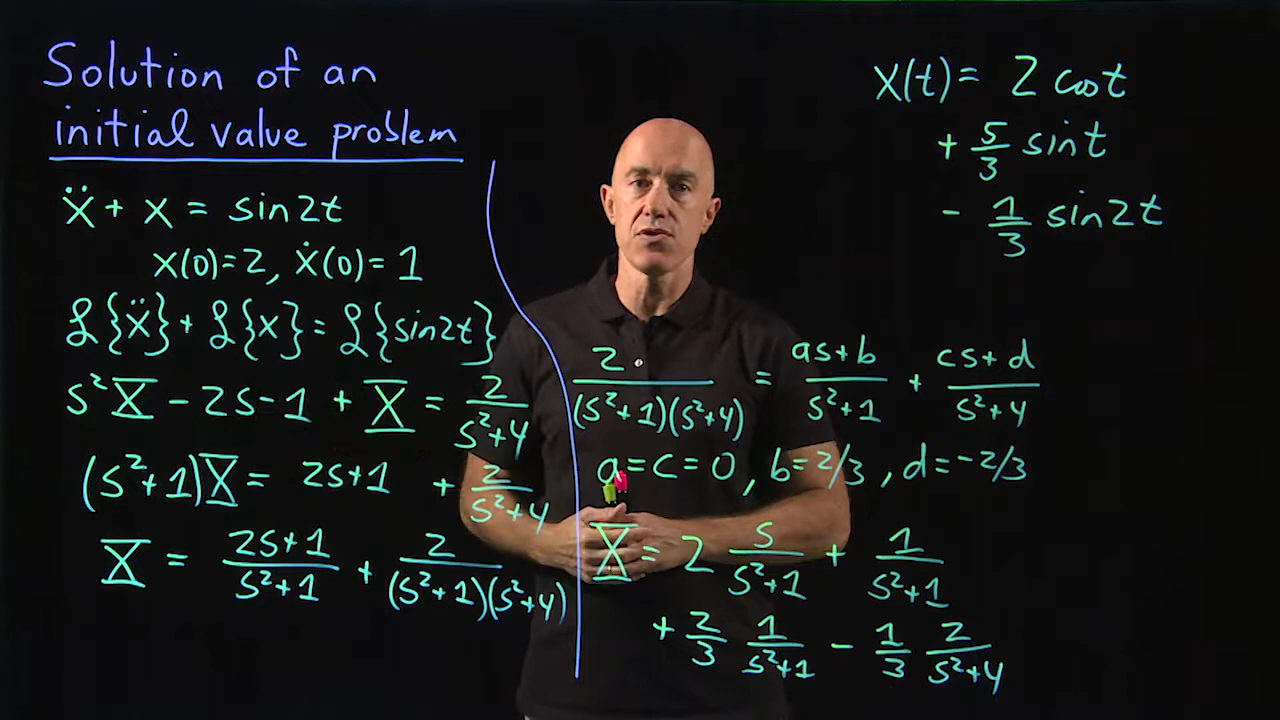 Solution of an
initial value problem
ẍ + x = sin2t
x(0)=2, ẋ(0)=1
ℒ{ẍ} + ℒ{x} = ℒ{sin2t}
s²X - 2s - 1 + X = 2/(s²+4)
(s²+1)X = 2s+1 + 2/(s²+4)
X = (2s+1)/(s²+1) + 2/((s²+1)(s²+4))
2/((s²+1)(s²+4)) = (as+b)/(s²+1) + (cs+d)/(s²+4)
a=c=0, b=2/3, d=-2/3
X = 2 s/(s²+1) + 1/(s²+1)
+ 2/3 1/(s²+1) - 1/3 2/(s²+4)
x(t) = 2 cost
+ 5/3 sint
- 1/3 sin2t